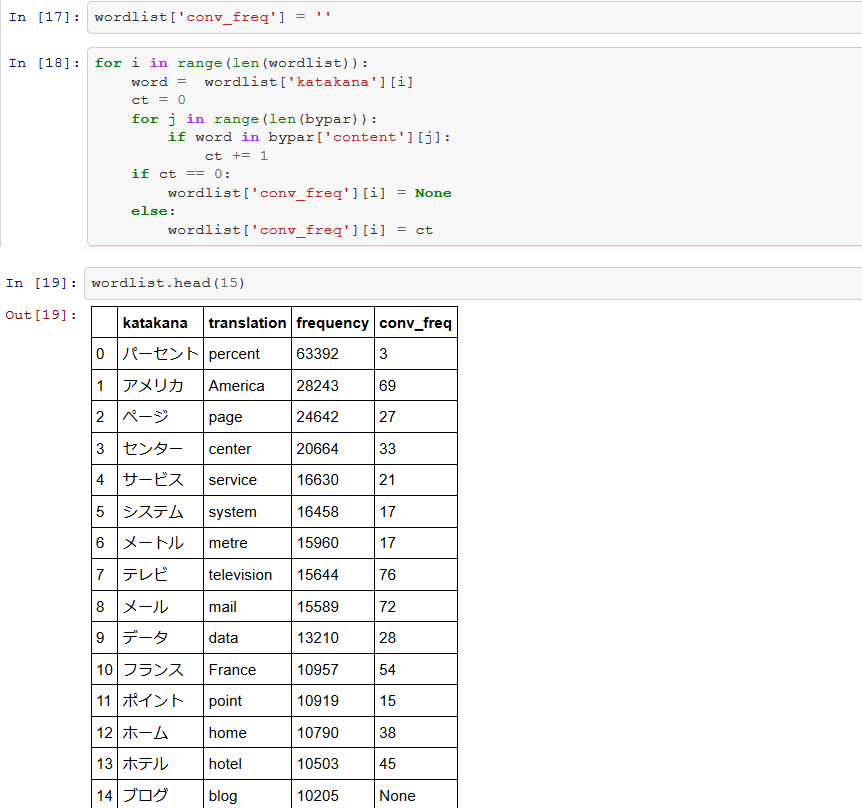 In [17]: wordlist['conv_freq'] = ''
In [18]: for i in range(len(wordlist)):
    word =  wordlist['katakana'][i]
    ct = 0
    for j in range(len(bypar)):
        if word in bypar['content'][j]:
            ct += 1
    if ct == 0:
        wordlist['conv_freq'][i] = None
    else:
        wordlist['conv_freq'][i] = ct
In [19]: wordlist.head(15)
Out[19]:
katakana translation frequency conv_freq
0 パーセント percent 63392 3
1 アメリカ America 28243 69
2 ページ page 24642 27
3 センター center 20664 33
4 サービス service 16630 21
5 システム system 16458 17
6 メートル metre 15960 17
7 テレビ television 15644 76
8 メール mail 15589 72
9 データ data 13210 28
10 フランス France 10957 54
11 ポイント point 10919 15
12 ホーム home 10790 38
13 ホテル hotel 10503 45
14 ブログ blog 10205 None